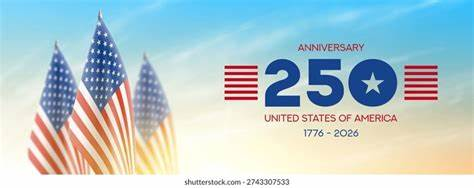 ANNIVERSARY
250
UNITED STATES OF AMERICA
1776 - 2026
shutterstock.com · 2743307533